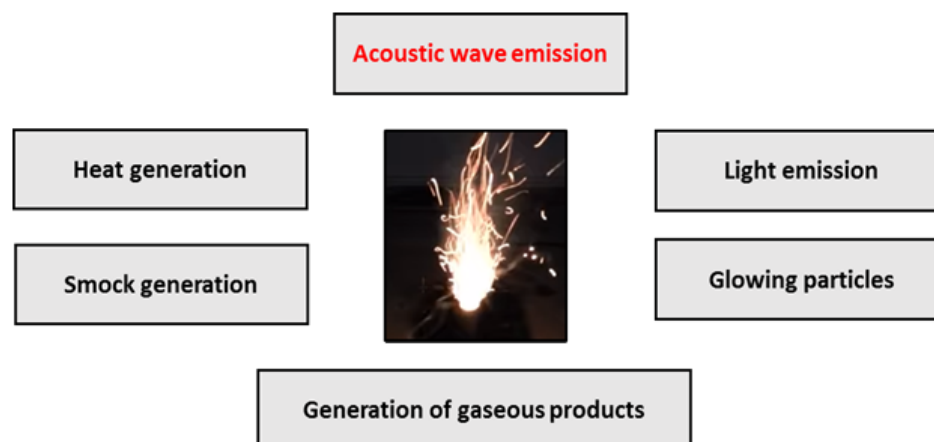 Acoustic wave emission
Heat generation
Light emission
Smock generation
Glowing particles
Generation of gaseous products